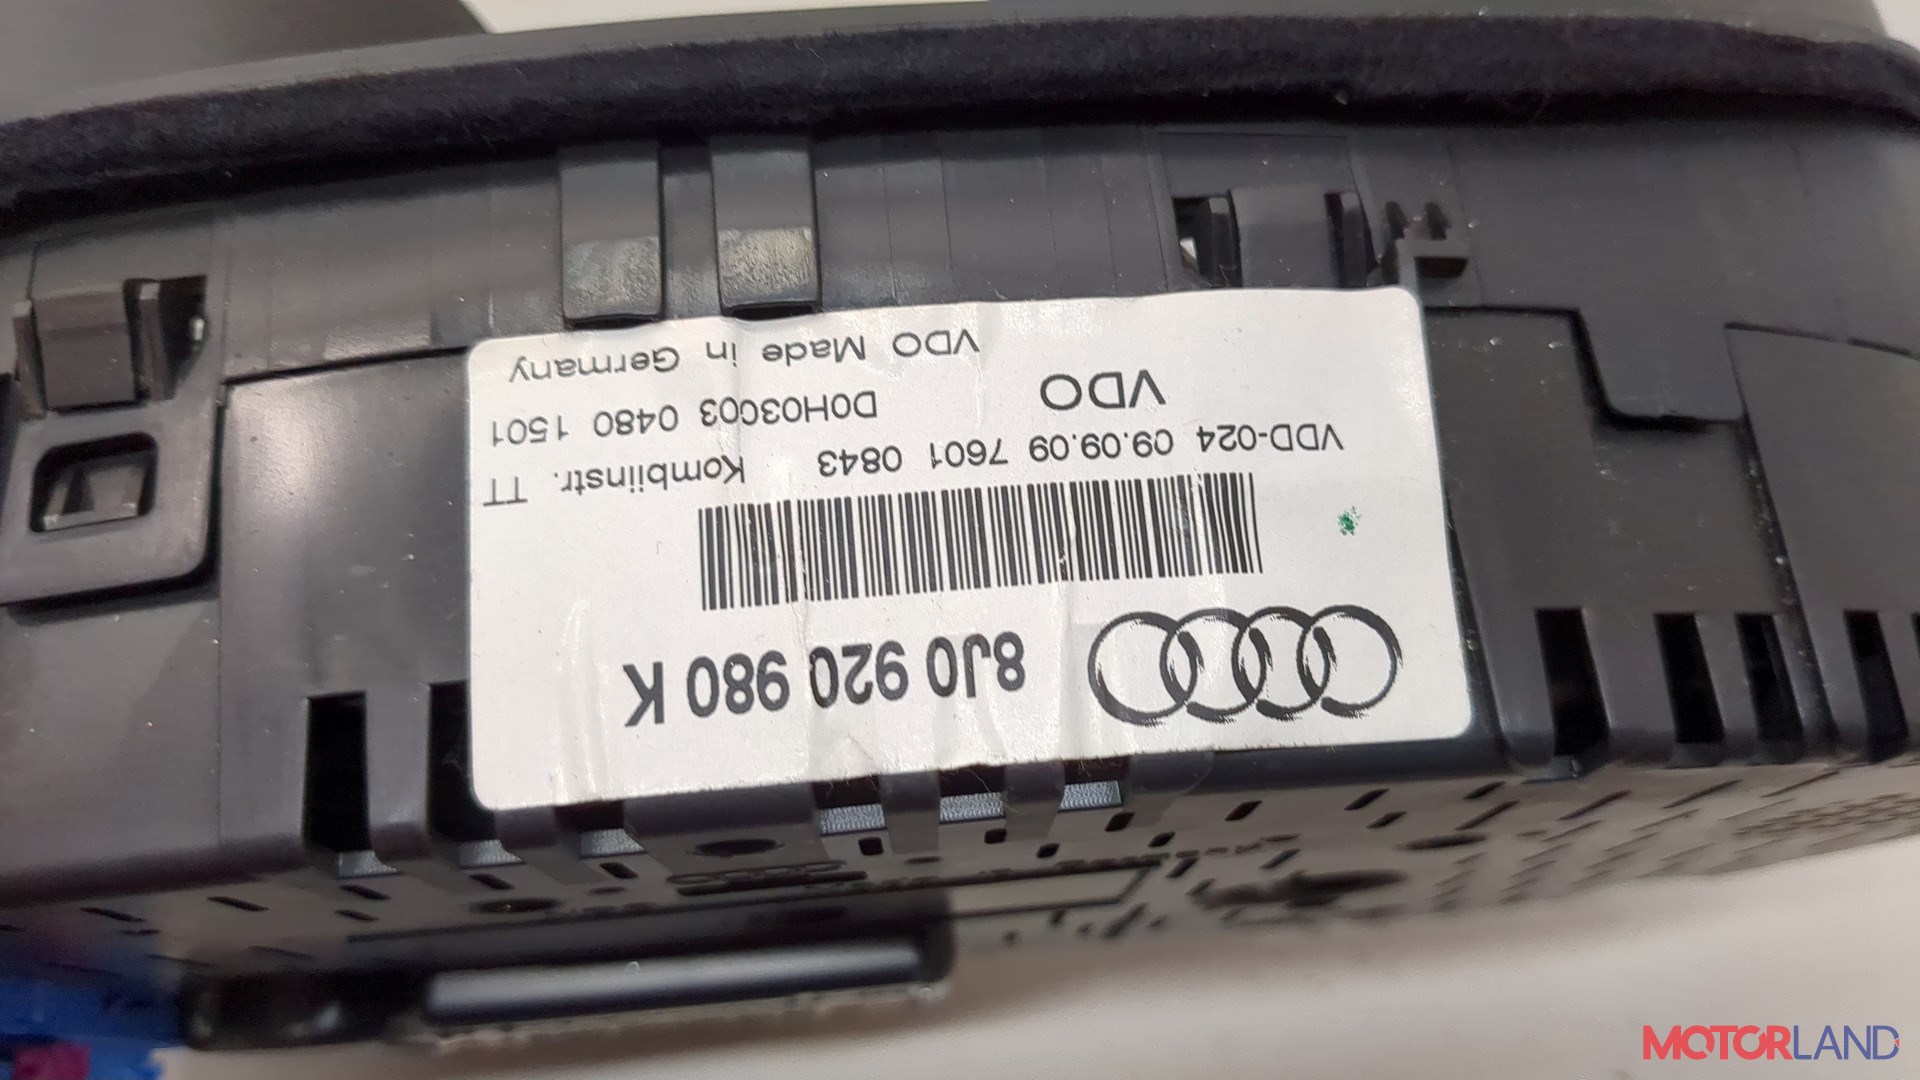 8J0 920 980 K
VDD-024 09.09.09 7601 0843 Kombiinstr. TT
VDO D0H03C03 0480 1501
VDO Made in Germany
MOTORLAND